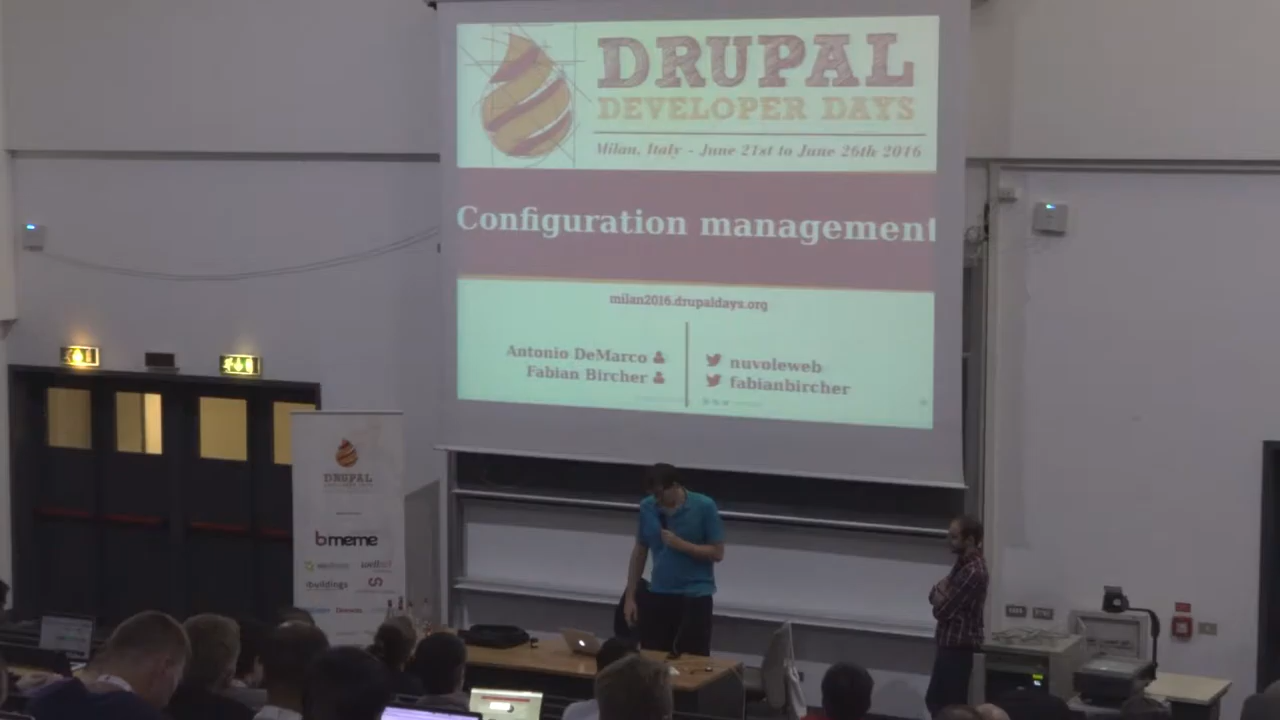 DRUPAL
DEVELOPER DAYS
Milan, Italy - June 21st to June 26th 2016
Configuration management
milan2016.drupaldays.org
Antonio DeMarco
Fabian Bircher
nuvoleweb
fabianbircher
DRUPAL
bmeme
ibuildings